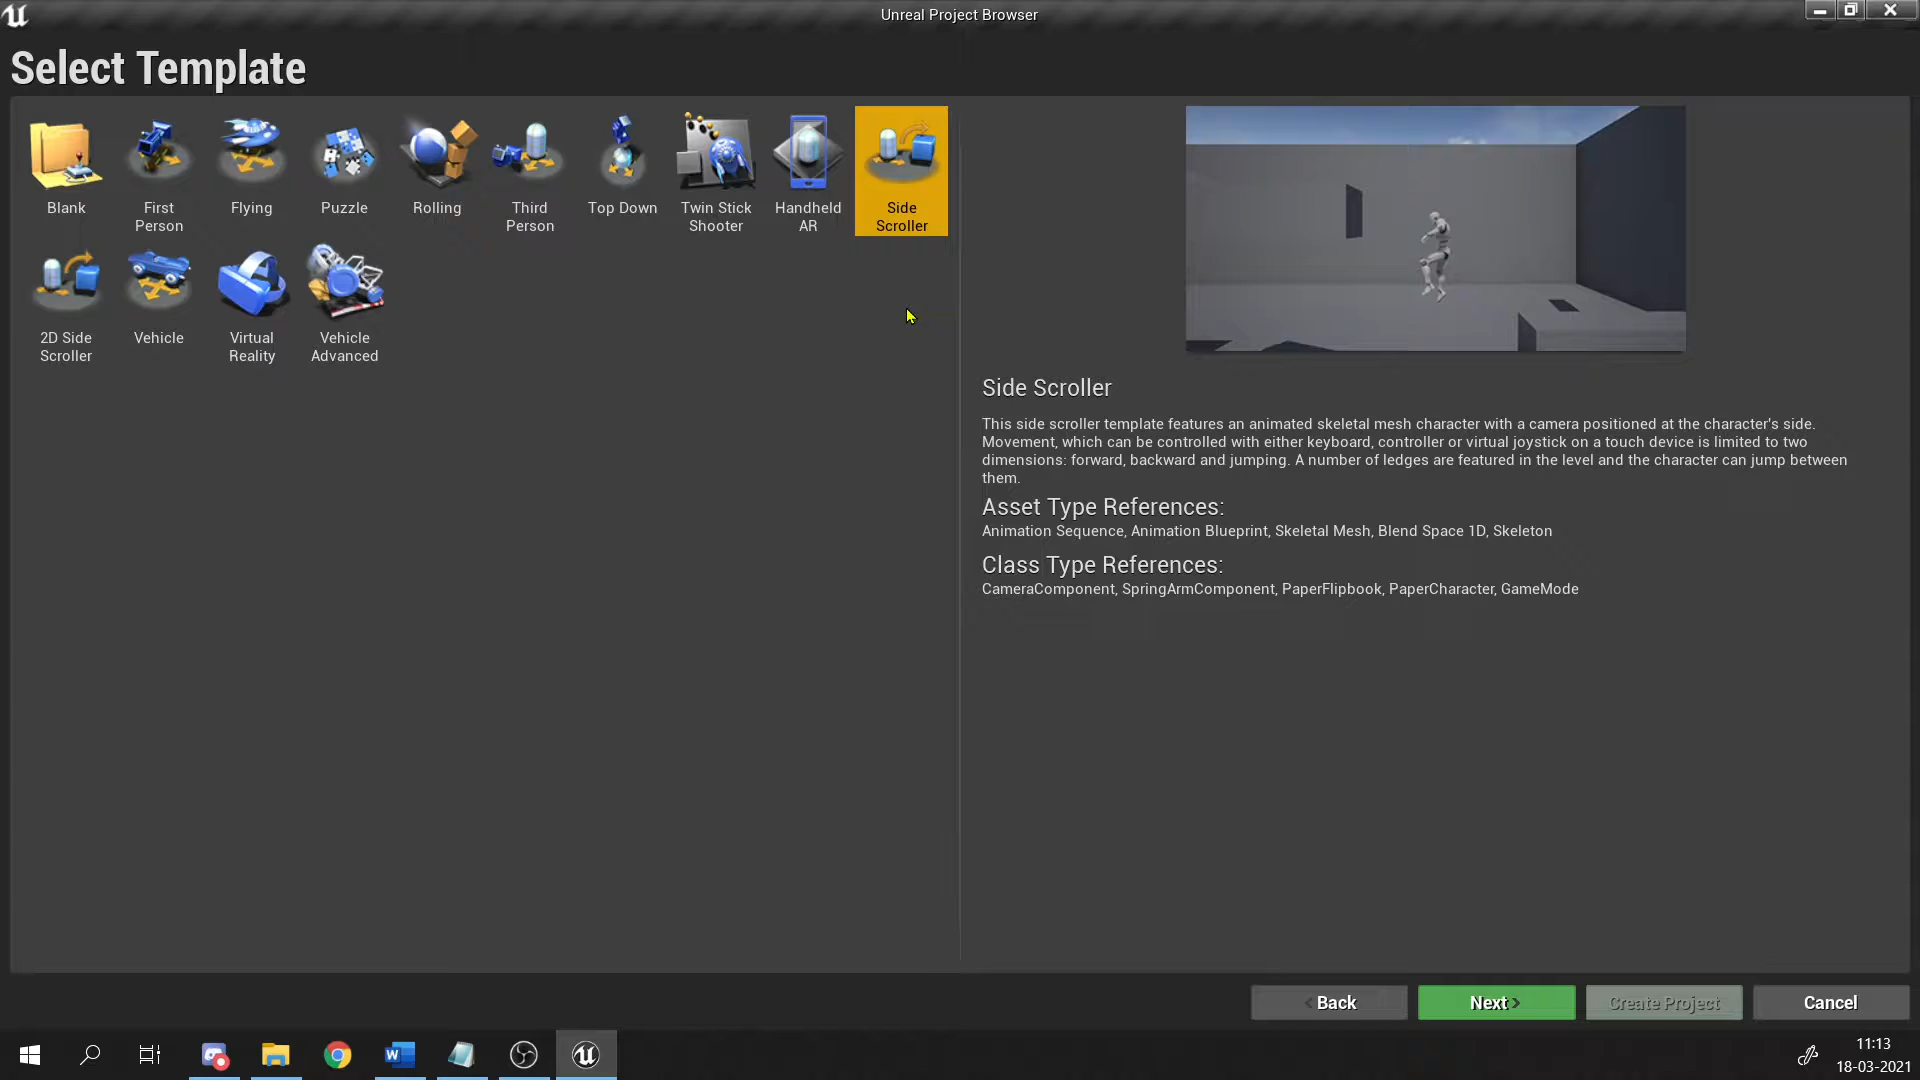 Unreal Project Browser
Select Template
Blank
First
Person
Flying
Puzzle
Rolling
Third
Person
Top Down
Twin Stick
Shooter
Handheld
AR
Side
Scroller
2D Side
Scroller
Vehicle
Virtual
Reality
Vehicle
Advanced
Side Scroller
This side scroller template features an animated skeletal mesh character with a camera positioned at the character's side.
Movement, which can be controlled with either keyboard, controller or virtual joystick on a touch device is limited to two
dimensions: forward, backward and jumping. A number of ledges are featured in the level and the character can jump between
them.
Asset Type References:
Animation Sequence, Animation Blueprint, Skeletal Mesh, Blend Space 1D, Skeleton
Class Type References:
CameraComponent, SpringArmComponent, PaperFlipbook, PaperCharacter, GameMode
< Back
Next >
Create Project
Cancel
11:13
18-03-2021